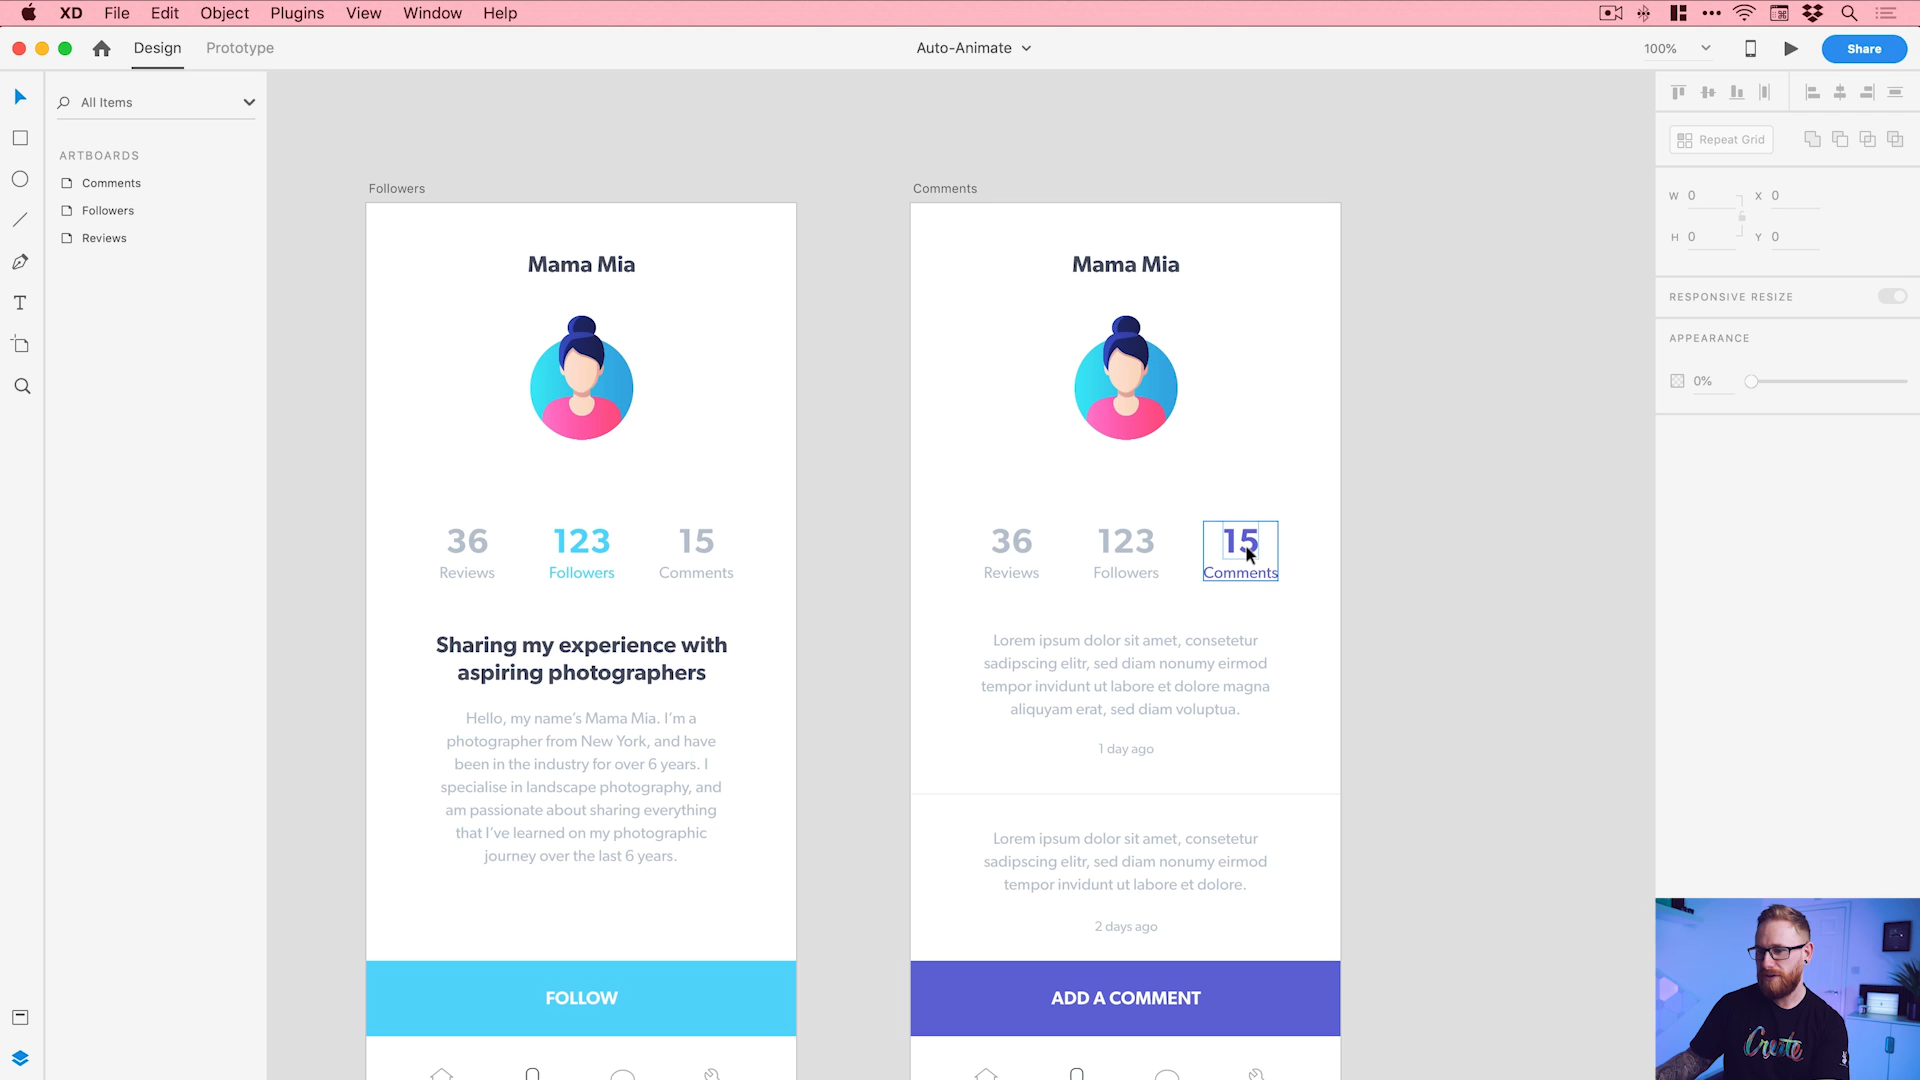 XD File Edit Object Plugins View Window Help
Design Prototype
Auto-Animate
100%
Share
All Items
ARTBOARDS
Comments
Followers
Reviews
Followers
Mama Mia
36 123 15
Reviews Followers Comments
Sharing my experience with
aspiring photographers
Hello, my name's Mama Mia. I'm a
photographer from New York, and have
been in the industry for over 6 years. I
specialise in landscape photography, and
am passionate about sharing everything
that I've learned on my photographic
journey over the last 6 years.
FOLLOW
Comments
Mama Mia
36 123 15
Reviews Followers Comments
Lorem ipsum dolor sit amet, consetetur
sadipscing elitr, sed diam nonumy eirmod
tempor invidunt ut labore et dolore magna
aliquyam erat, sed diam voluptua.
1 day ago
Lorem ipsum dolor sit amet, consetetur
sadipscing elitr, sed diam nonumy eirmod
tempor invidunt ut labore et dolore.
2 days ago
ADD A COMMENT
Repeat Grid
W 0 X 0
H 0 Y 0
RESPONSIVE RESIZE
APPEARANCE
0%
Create